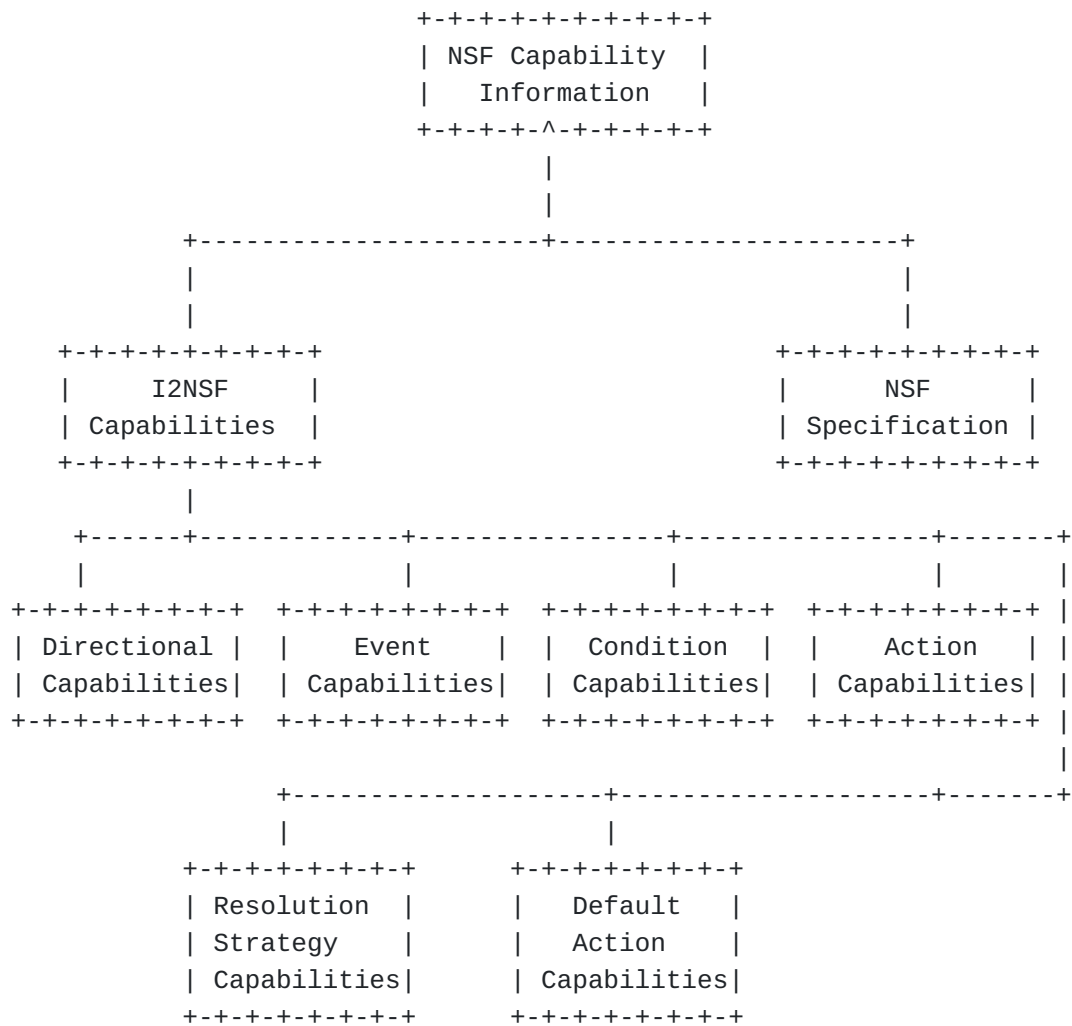 +-+-+-+-+-+-+-+-+-+
                          | NSF Capability  |
                          |   Information   |
                          +-+-+-+-^-+-+-+-+-+
                                  |
                                  |
           +----------------------+----------------------+
           |                                             |
           |                                             |
   +-+-+-+-+-+-+-+-+                             +-+-+-+-+-+-+-+-+
   |     I2NSF     |                             |      NSF      |
   | Capabilities  |                             | Specification |
   +-+-+-+-+-+-+-+-+                             +-+-+-+-+-+-+-+-+
           |
    +------+-------------+----------------+----------------+-------+
    |                    |                |                |       |
+-+-+-+-+-+-+-+  +-+-+-+-+-+-+-+  +-+-+-+-+-+-+-+  +-+-+-+-+-+-+-+ |
| Directional |  |    Event    |  |  Condition  |  |    Action   | |
| Capabilities|  | Capabilities|  | Capabilities|  | Capabilities| |
+-+-+-+-+-+-+-+  +-+-+-+-+-+-+-+  +-+-+-+-+-+-+-+  +-+-+-+-+-+-+-+ |
                                                                   |
                 +--------------------+--------------------+-------+
                 |                    |
           +-+-+-+-+-+-+-+      +-+-+-+-+-+-+-+
           | Resolution  |      |   Default   |
           | Strategy    |      |   Action    |
           | Capabilities|      | Capabilities|
           +-+-+-+-+-+-+-+      +-+-+-+-+-+-+-+